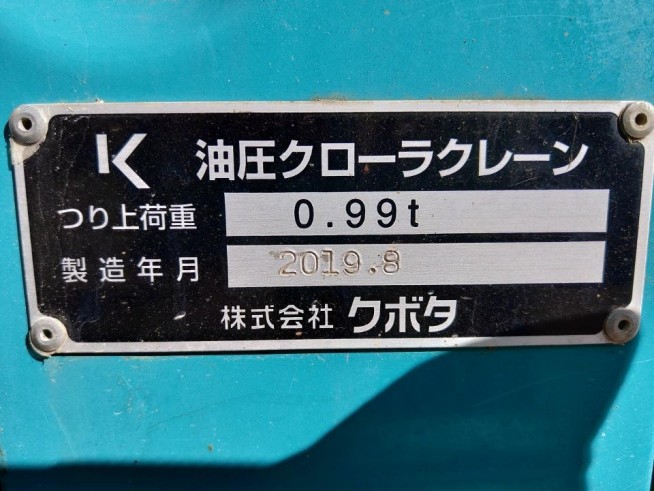 K 油圧クローラクレーン
つり上荷重 0.99t
製造年月 2019.8
株式会社 クボタ